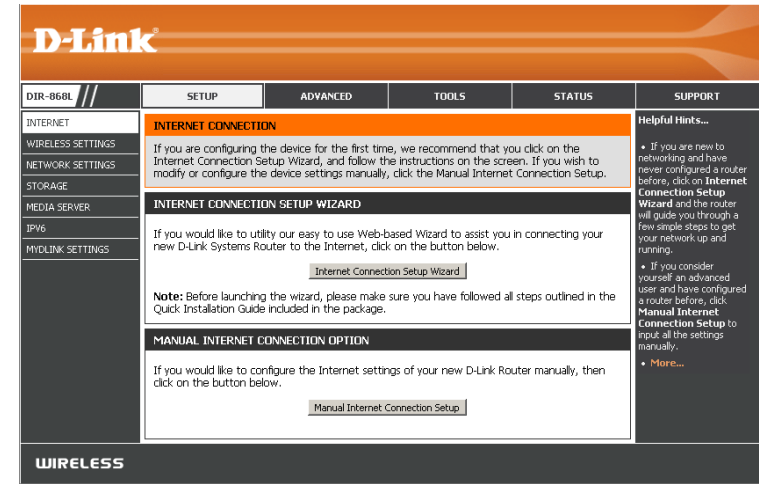 D-Link
DIR-868L
SETUP
ADVANCED
TOOLS
STATUS
SUPPORT
INTERNET
WIRELESS SETTINGS
NETWORK SETTINGS
STORAGE
MEDIA SERVER
IPV6
MYDLINK SETTINGS
INTERNET CONNECTION
If you are configuring the device for the first time, we recommend that you click on the
Internet Connection Setup Wizard, and follow the instructions on the screen. If you wish to
modify or configure the device settings manually, click the Manual Internet Connection Setup.
INTERNET CONNECTION SETUP WIZARD
If you would like to utility our easy to use Web-based Wizard to assist you in connecting your
new D-Link Systems Router to the Internet, click on the button below.
Internet Connection Setup Wizard
Note: Before launching the wizard, please make sure you have followed all steps outlined in the
Quick Installation Guide included in the package.
MANUAL INTERNET CONNECTION OPTION
If you would like to configure the Internet settings of your new D-Link Router manually, then
click on the button below.
Manual Internet Connection Setup
Helpful Hints...
• If you are new to
networking and have
never configured a router
before, click on Internet
Connection Setup
Wizard and the router
will guide you through a
few simple steps to get
your network up and
running.
• If you consider
yourself an advanced
user and have configured
a router before, click
Manual Internet
Connection Setup to
input all the settings
manually.
• More...
WIRELESS